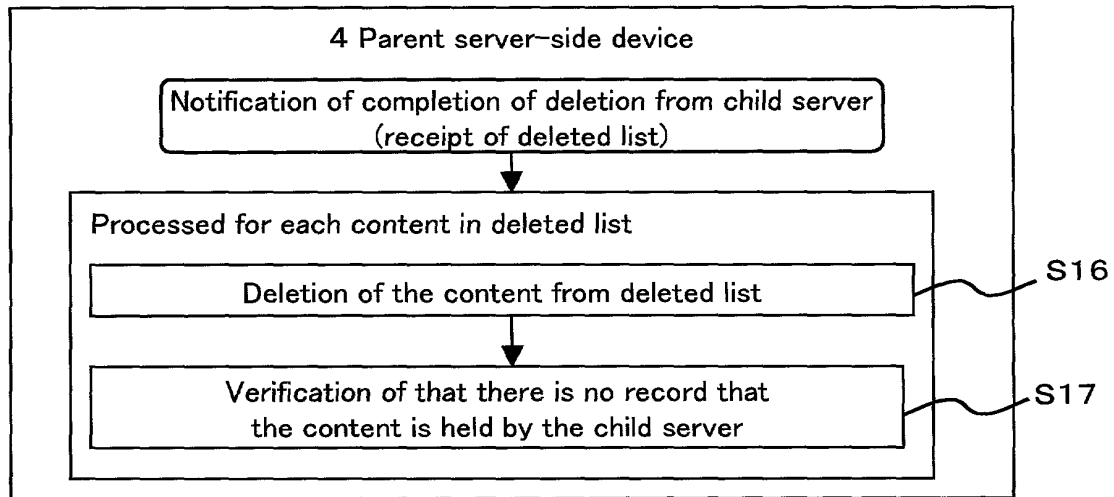 4 Parent server-side device
Notification of completion of deletion from child server
(receipt of deleted list)
Processed for each content in deleted list
Deletion of the content from deleted list
S16
Verification of that there is no record that
the content is held by the child server
S17